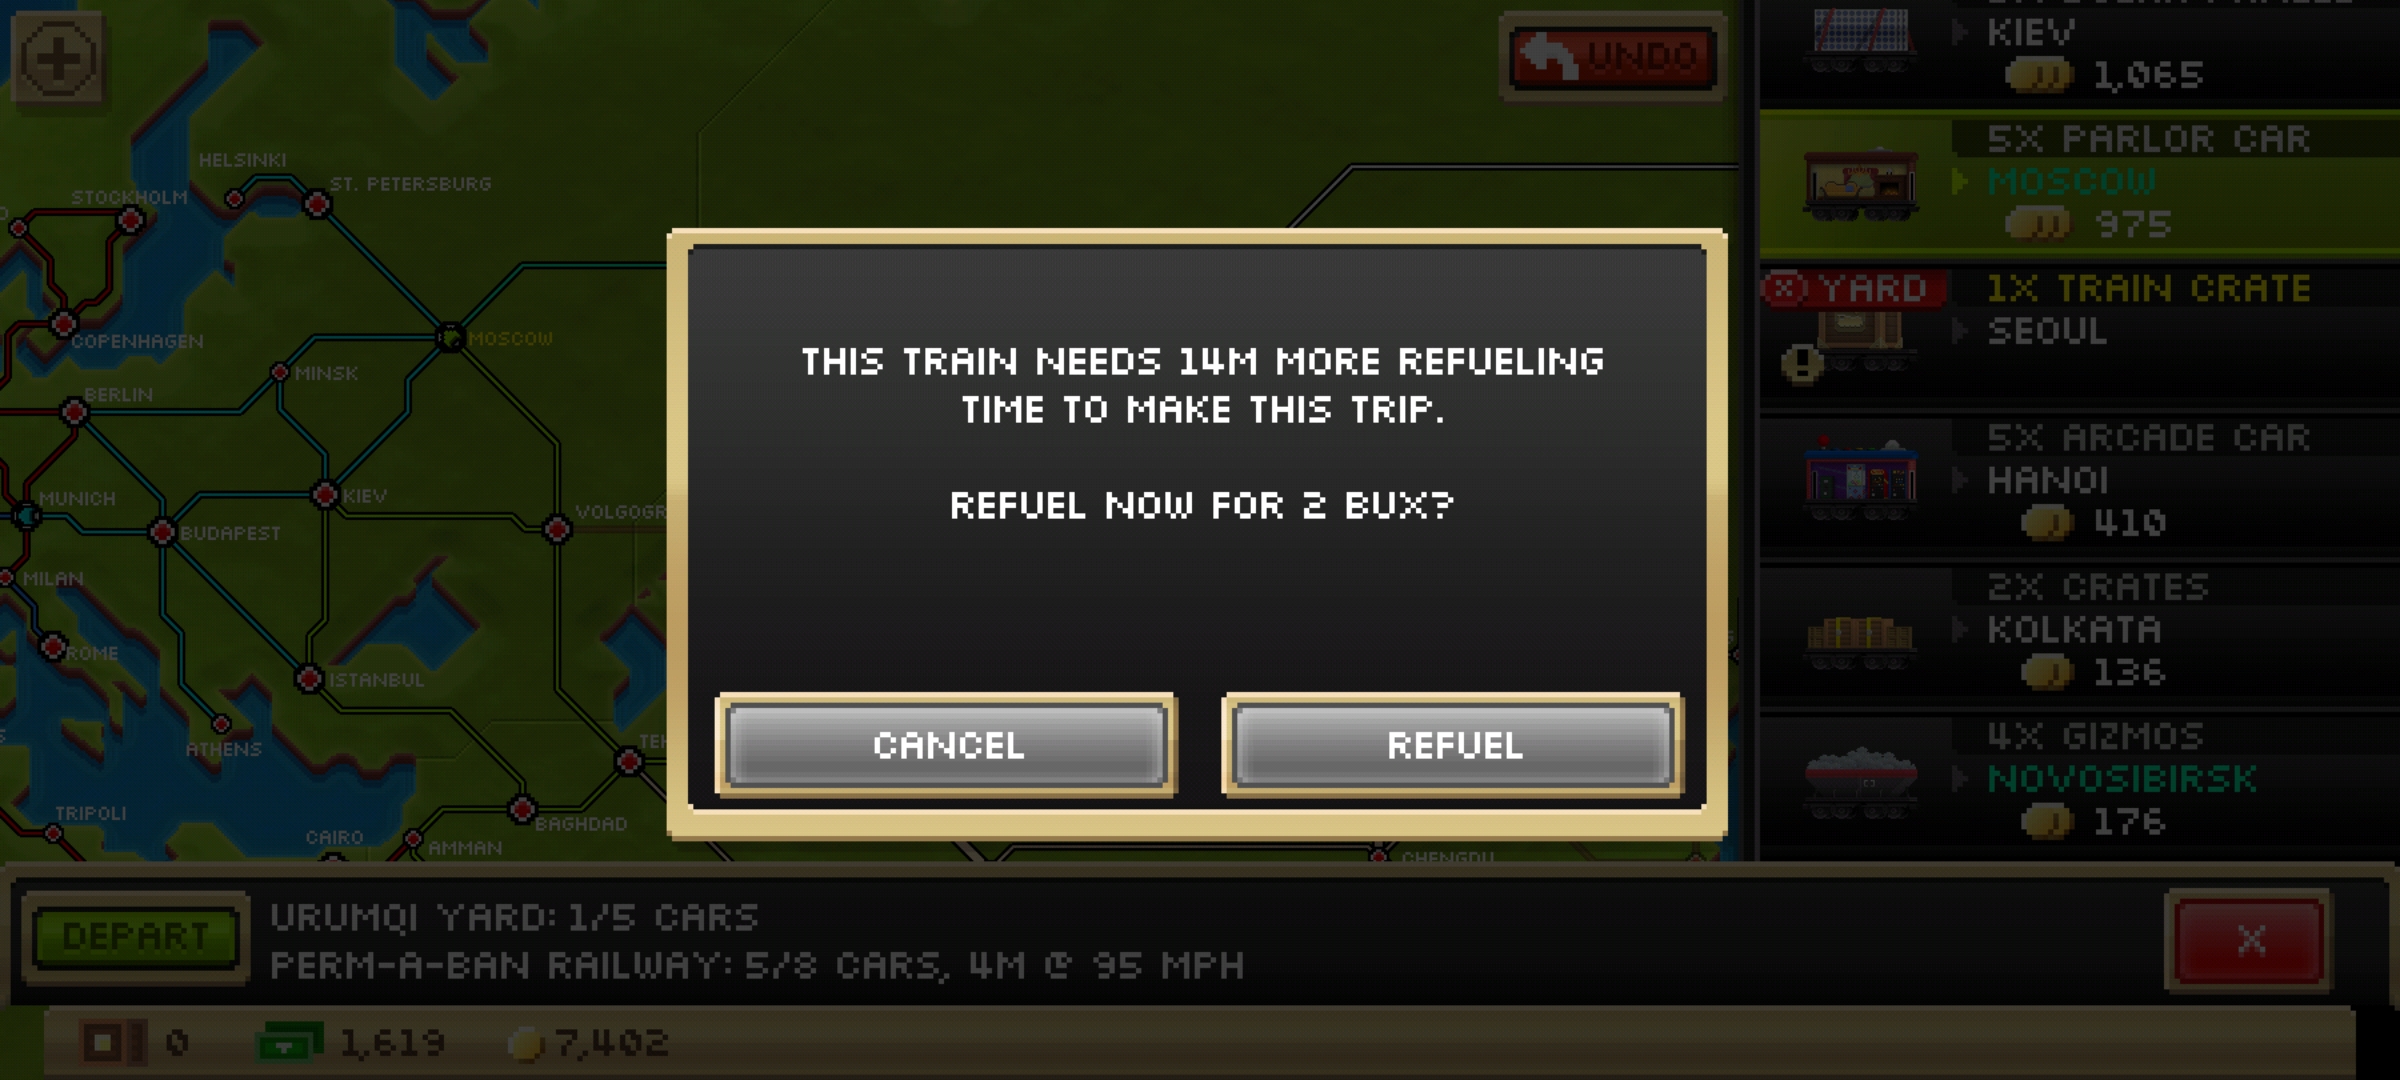 UNDO
HELSINKI
ST. PETERSBURG
STOCKHOLM
MOSCOW
COPENHAGEN
MINSK
BERLIN
MUNICH
KIEV
VOLGOGR
BUDAPEST
MILAN
ROME
ISTANBUL
ATHENS
TEH
TRIPOLI
CAIRO
BAGHDAD
AMMAN
CHENGDU
THIS TRAIN NEEDS 14M MORE REFUELING
TIME TO MAKE THIS TRIP.
REFUEL NOW FOR 2 BUX?
CANCEL
REFUEL
KIEV
1,065
5X PARLOR CAR
MOSCOW
975
YARD
1X TRAIN CRATE
SEOUL
5X ARCADE CAR
HANOI
410
2X CRATES
KOLKATA
136
4X GIZMOS
NOVOSIBIRSK
176
DEPART
URUMQI YARD: 1/5 CARS
PERM-A-BAN RAILWAY: 5/8 CARS, 4M @ 95 MPH
X
0
1,619
7,402